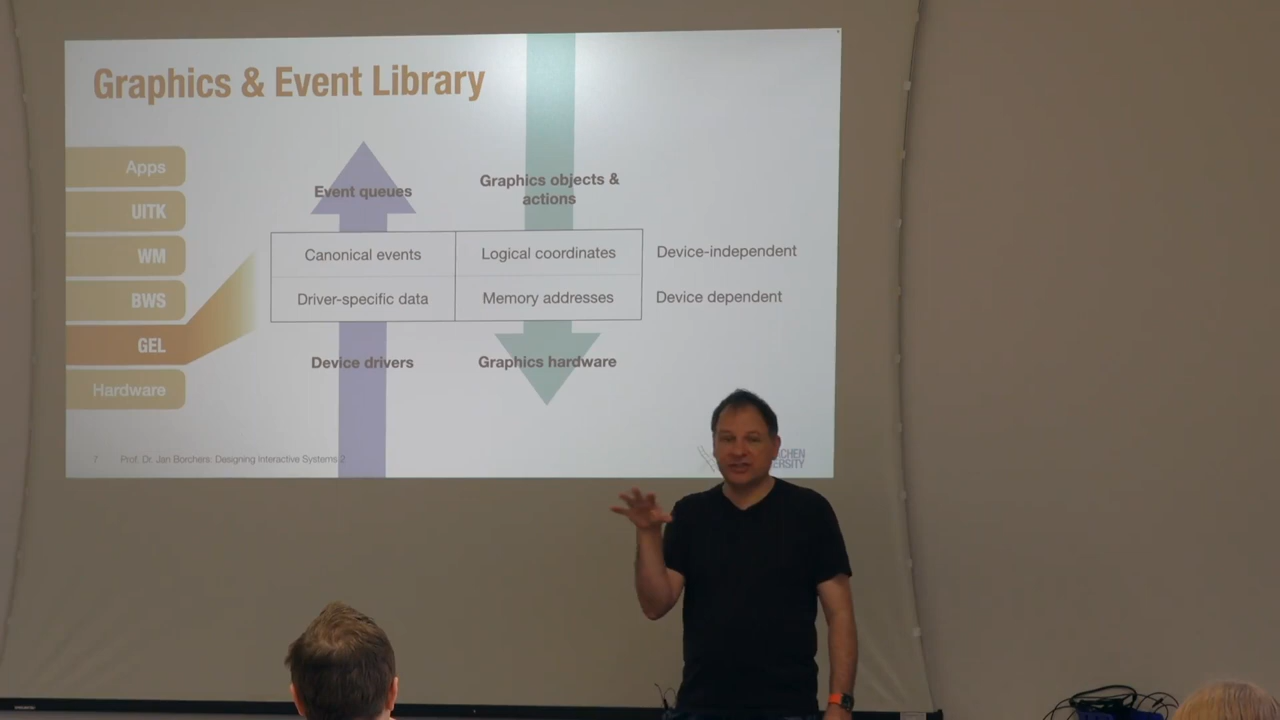 Graphics & Event Library
Apps
UITK
WM
BWS
GEL
Hardware
Event queues
Graphics objects &
actions
Canonical events
Logical coordinates
Device-independent
Driver-specific data
Memory addresses
Device dependent
Device drivers
Graphics hardware
7
Prof. Dr. Jan Borchers: Designing Interactive Systems 2